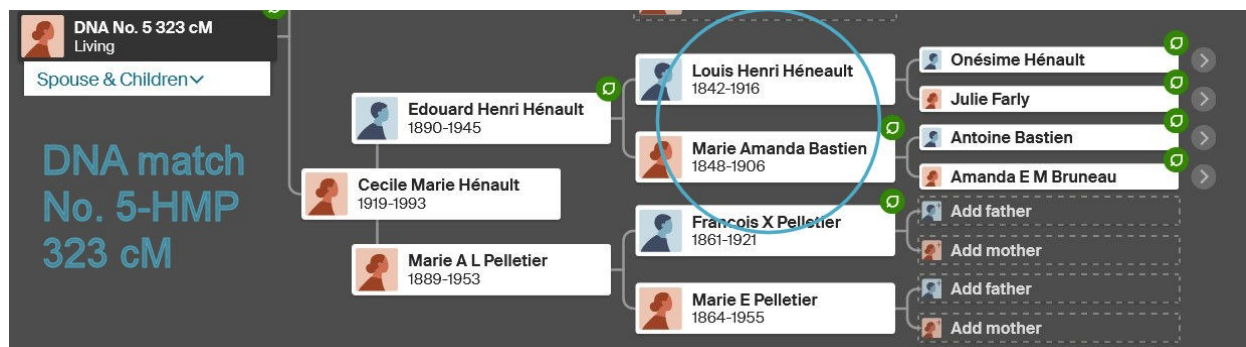 DNA No. 5 323 cM
Living
Spouse & Children
DNA match
No. 5-HMP
323 cM
Edouard Henri Hénault
1890-1945
Cecile Marie Hénault
1919-1993
Marie A L Pelletier
1889-1953
Louis Henri Héneault
1842-1916
Marie Amanda Bastien
1848-1906
Francois X Pelletier
1861-1921
Marie E Pelletier
1864-1955
Onésime Hénault
Julie Farly
Antoine Bastien
Amanda E M Bruneau
Add father
Add mother
Add father
Add mother